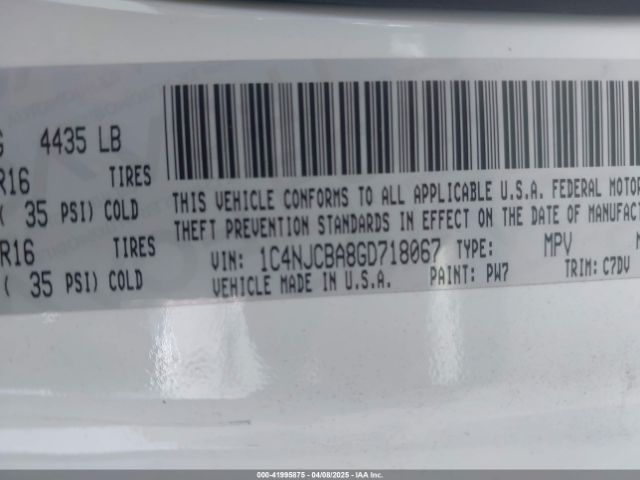 G 4435 LB
R16 TIRES
( 35 PSI) COLD
R16 TIRES
( 35 PSI) COLD
THIS VEHICLE CONFORMS TO ALL APPLICABLE U.S.A. FEDERAL MOTOR
THEFT PREVENTION STANDARDS IN EFFECT ON THE DATE OF MANUFACT
VIN: 1C4NJCBA8GD718067 TYPE: MPV
VEHICLE MADE IN U.S.A. PAINT: PW7 TRIM: C7DV
000-41995875 04/08/2025 IAA Inc.